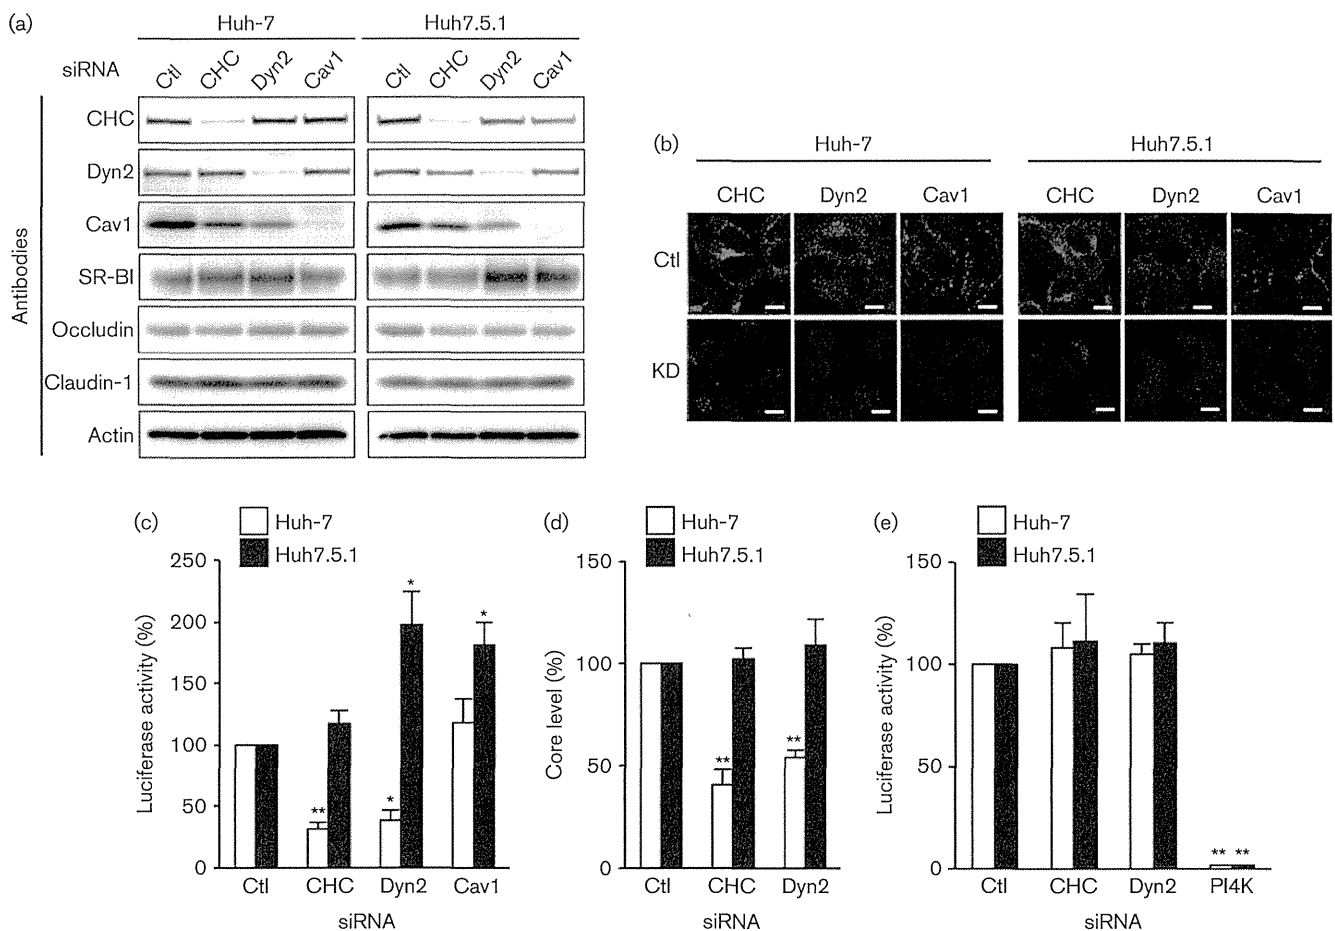 (a)
Huh-7 Huh7.5.1
siRNA Ctl CHC Dyn2 Cav1 Ctl CHC Dyn2 Cav1
Antibodies
CHC
Dyn2
Cav1
SR-BI
Occludin
Claudin-1
Actin
(b)
Huh-7 Huh7.5.1
CHC Dyn2 Cav1 CHC Dyn2 Cav1
Ctl
KD
(c)
Huh-7
Huh7.5.1
Luciferase activity (%)
250
200
150
100
50
0
* * ** *
Ctl CHC Dyn2 Cav1
siRNA
(d)
Huh-7
Huh7.5.1
Core level (%)
150
100
50
0
** **
Ctl CHC Dyn2
siRNA
(e)
Huh-7
Huh7.5.1
Luciferase activity (%)
150
100
50
0
** **
Ctl CHC Dyn2 PI4K
siRNA